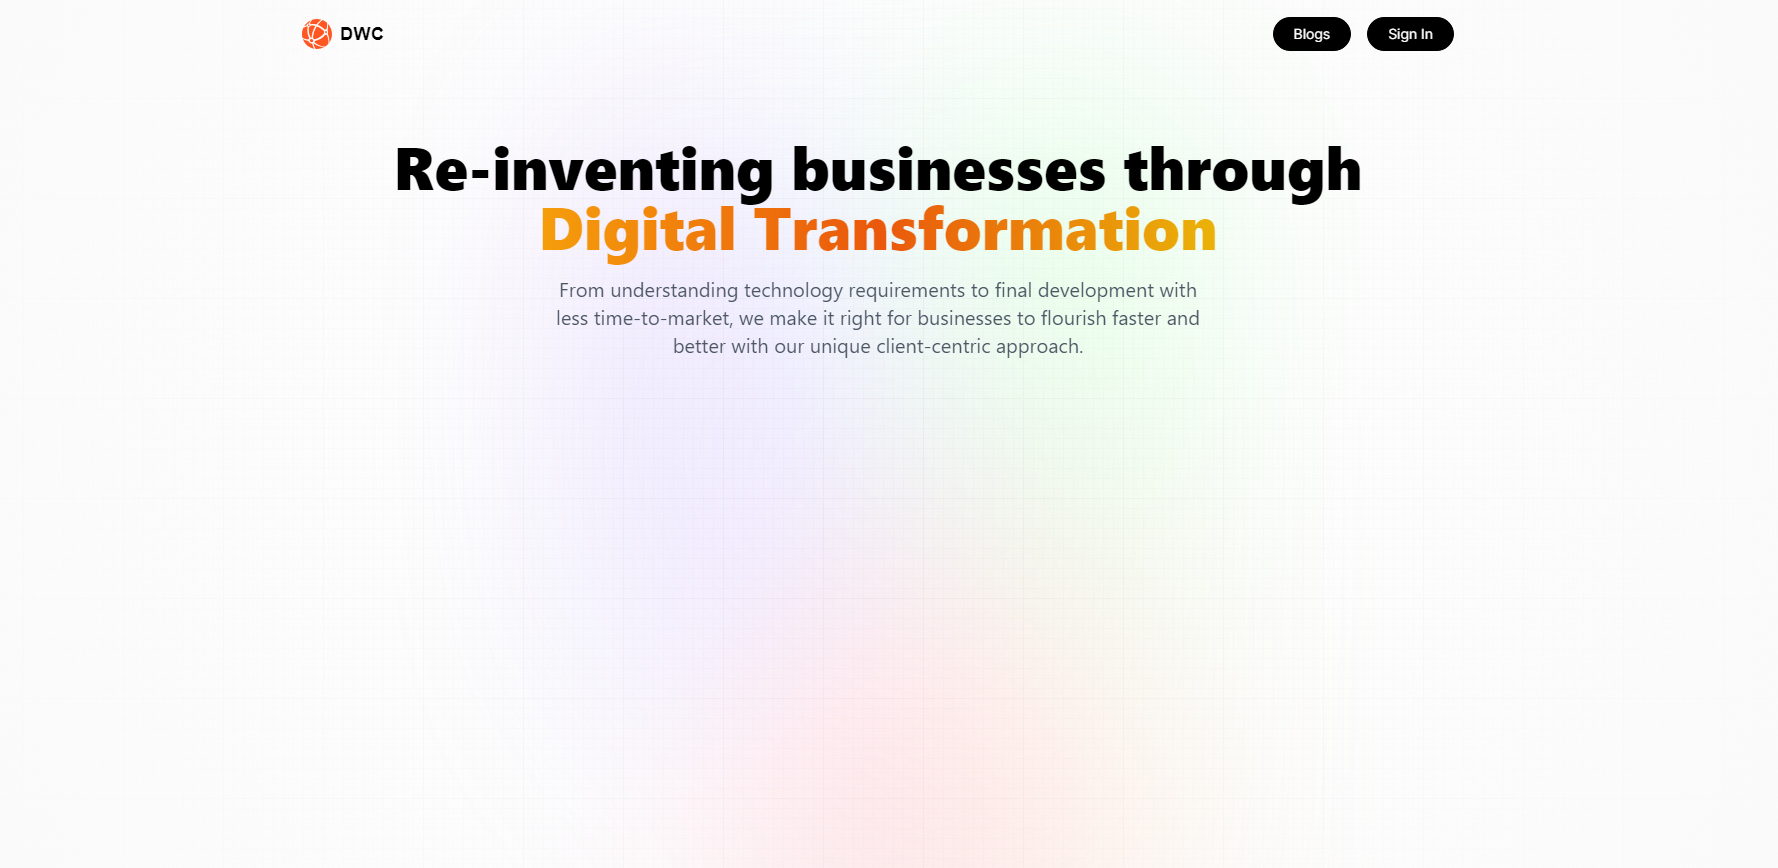 DWC
Blogs
Sign In
Re-inventing businesses through
Digital Transformation
From understanding technology requirements to final development with
less time-to-market, we make it right for businesses to flourish faster and
better with our unique client-centric approach.